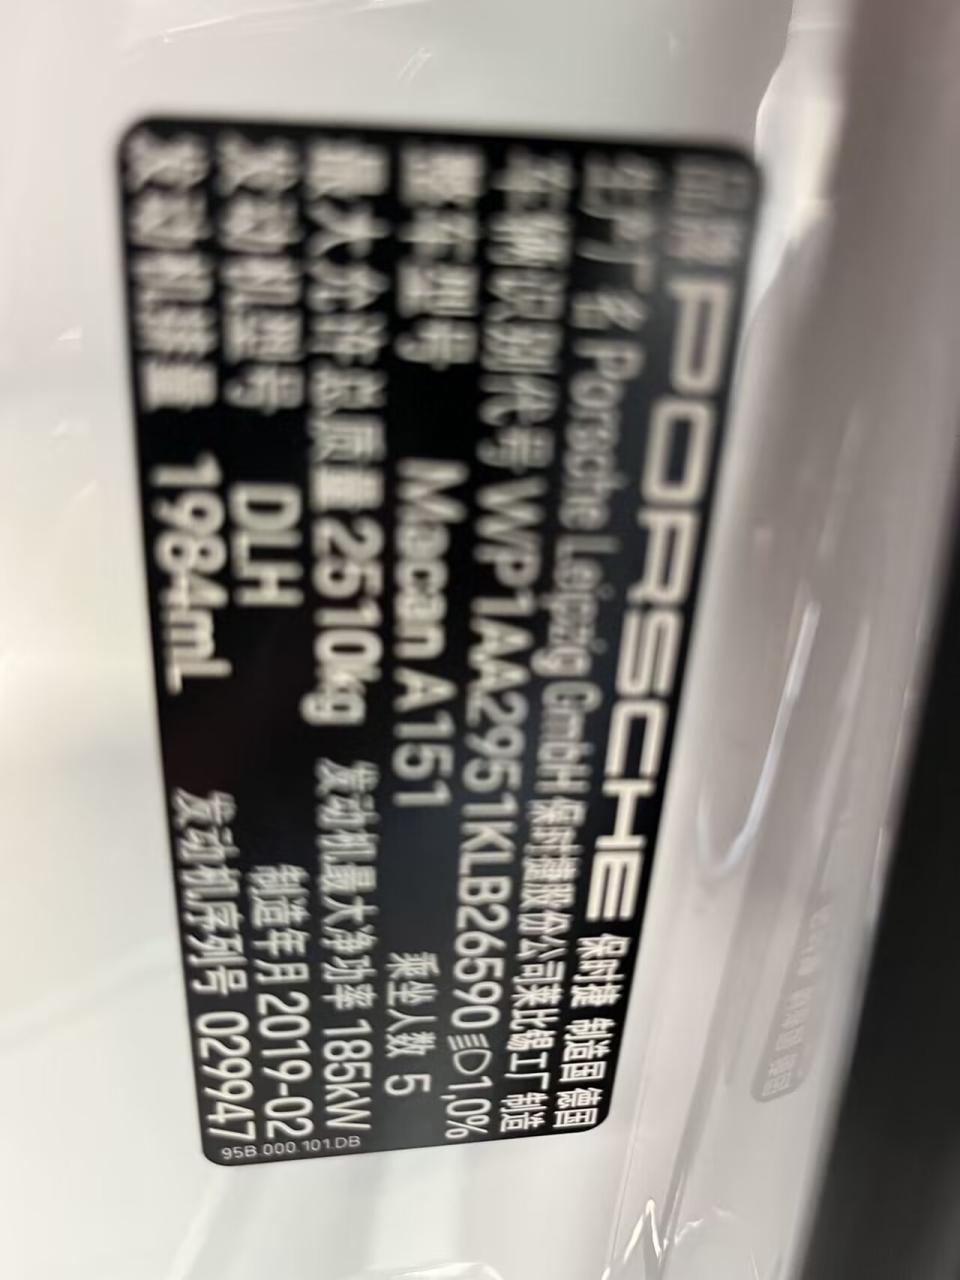 品牌 PORSCHE 保时捷 制造国 德国
生产厂名 Porsche Leipzig GmbH 保时捷股份公司莱比锡工厂 制造
车辆识别代号 WP1AA2951KLB26590 1,0%
整车型号 Macan A151 乘坐人数 5
最大允许总质量 2510kg 发动机最大净功率 185kW
发动机型号 DLH 制造年月 2019-02
发动机排量 1984mL 发动机序列号 029947
95B.000.101.DB